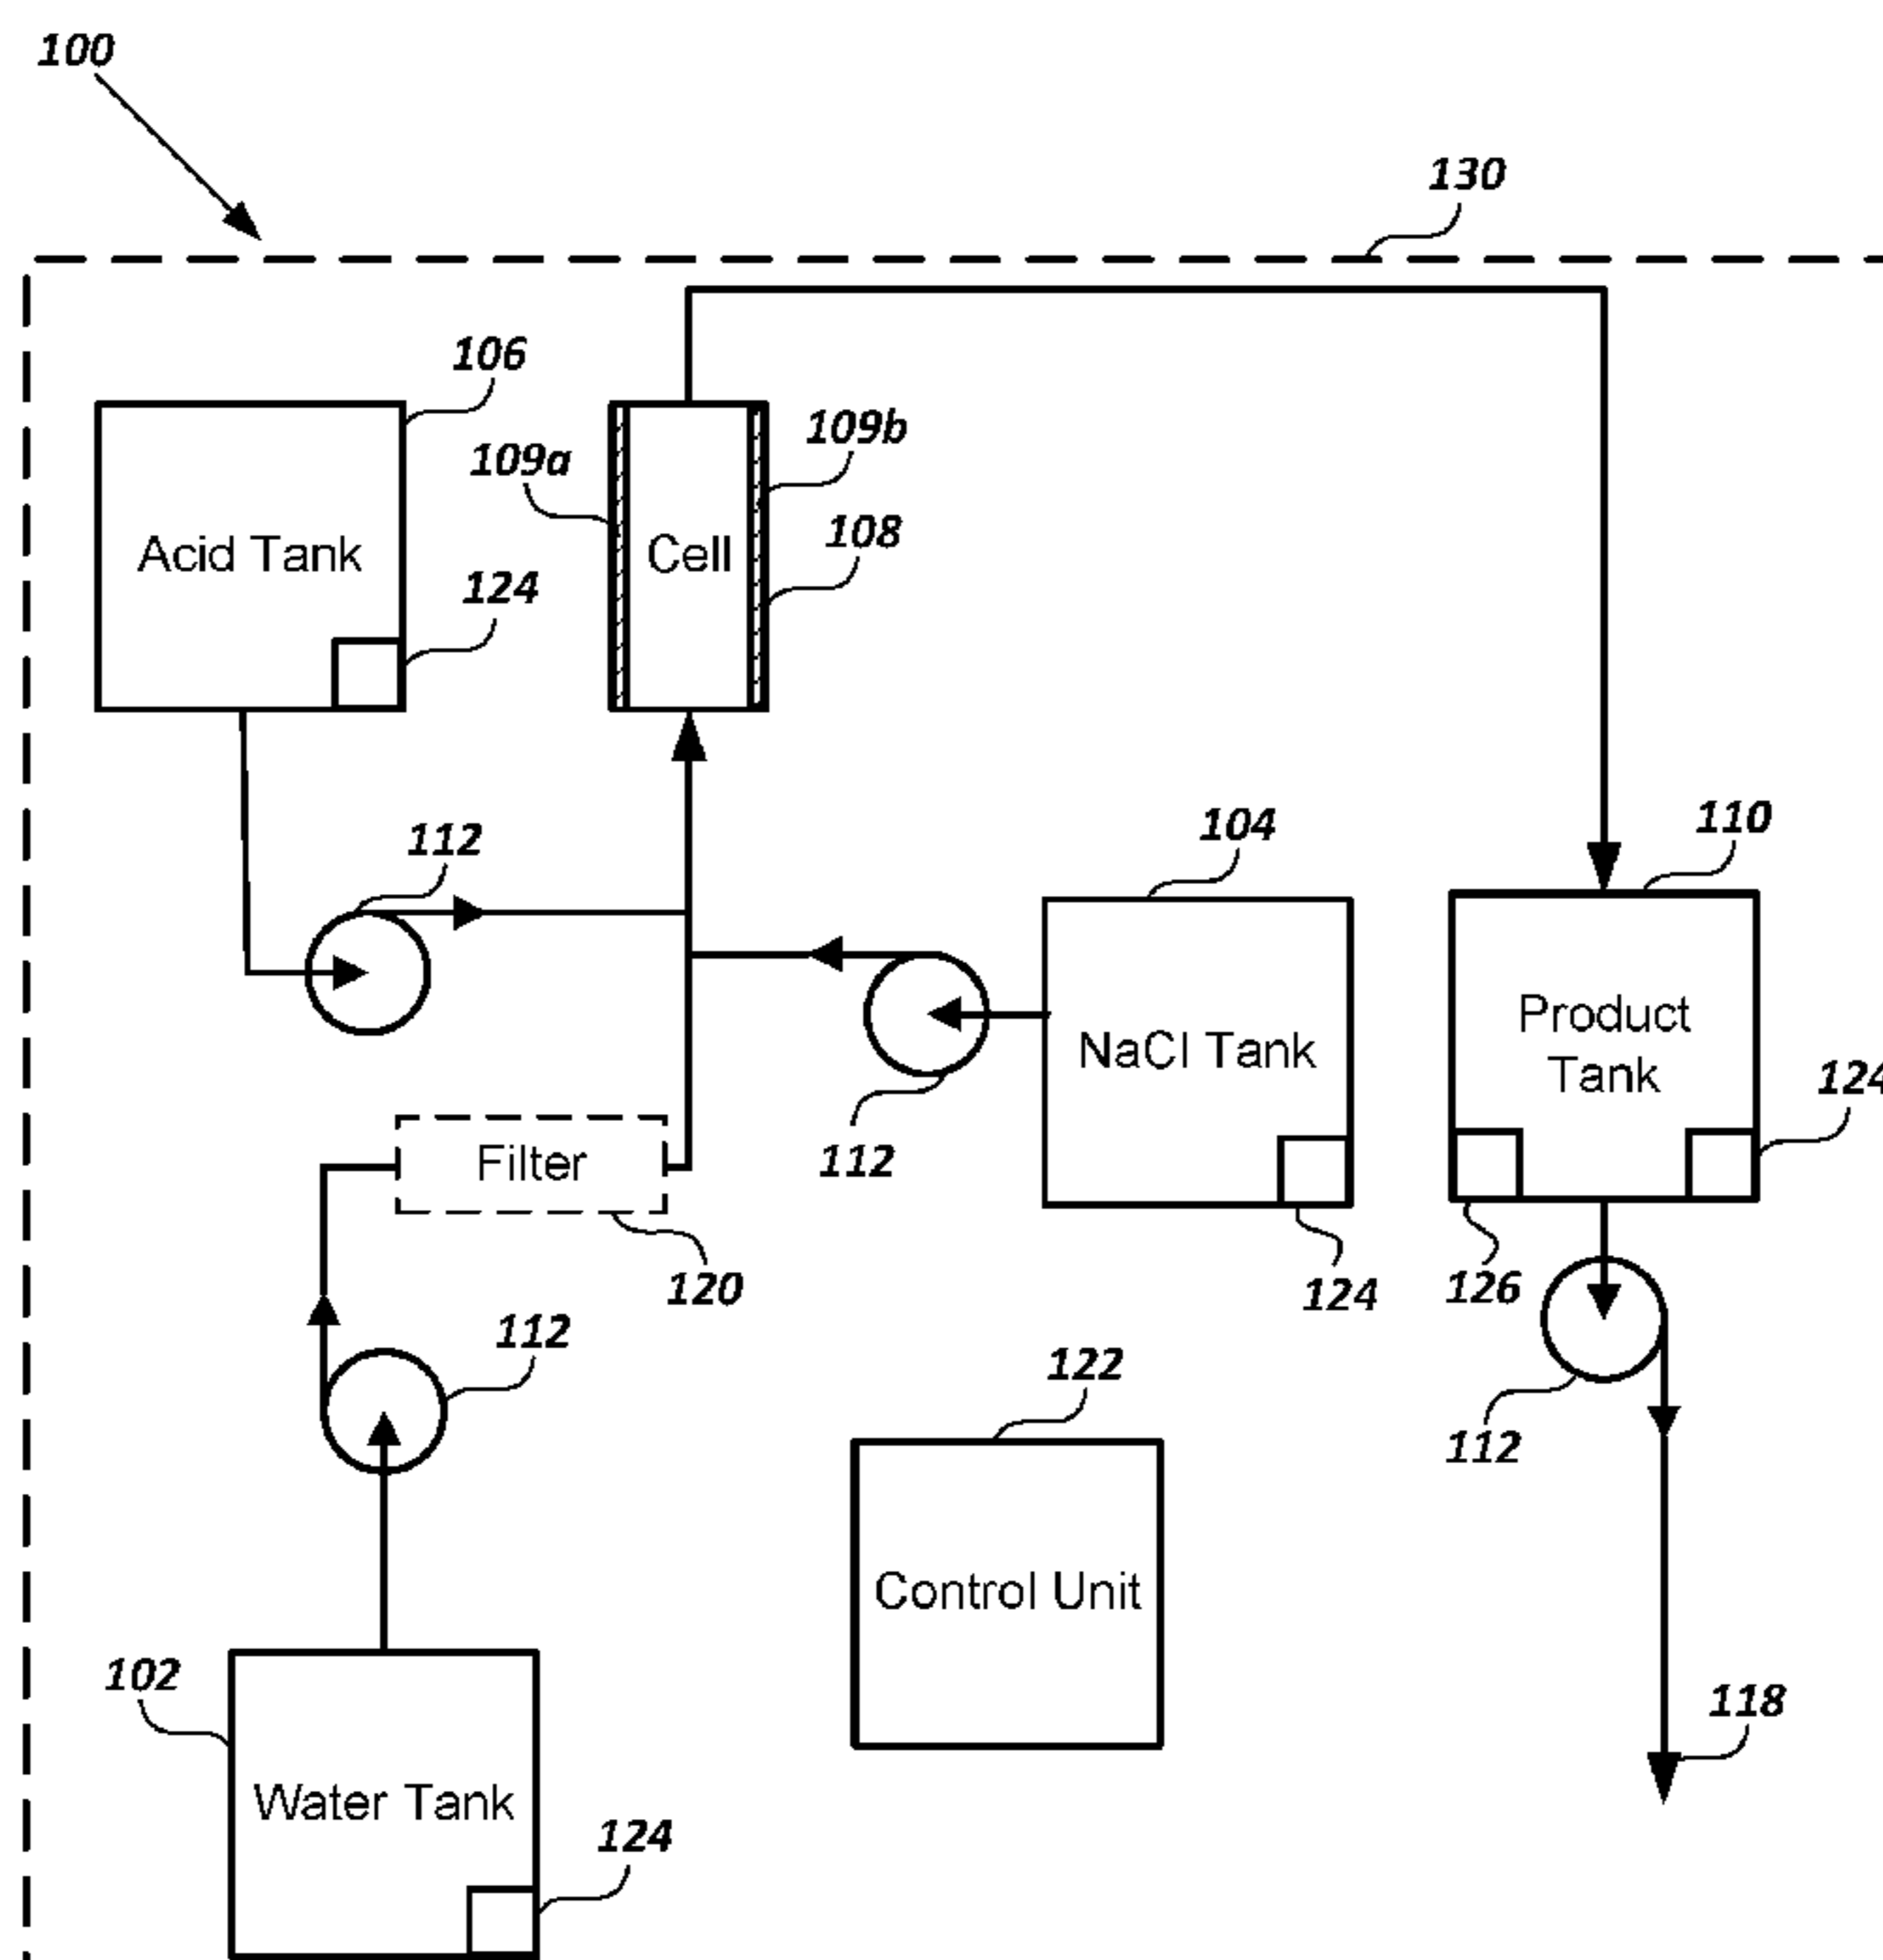 100
130
106
109a
109b
108
Acid Tank
Cell
124
112
104
110
NaCl Tank
Product
Tank
124
Filter
112
120
124
126
112
122
112
Control Unit
102
118
Water Tank
124